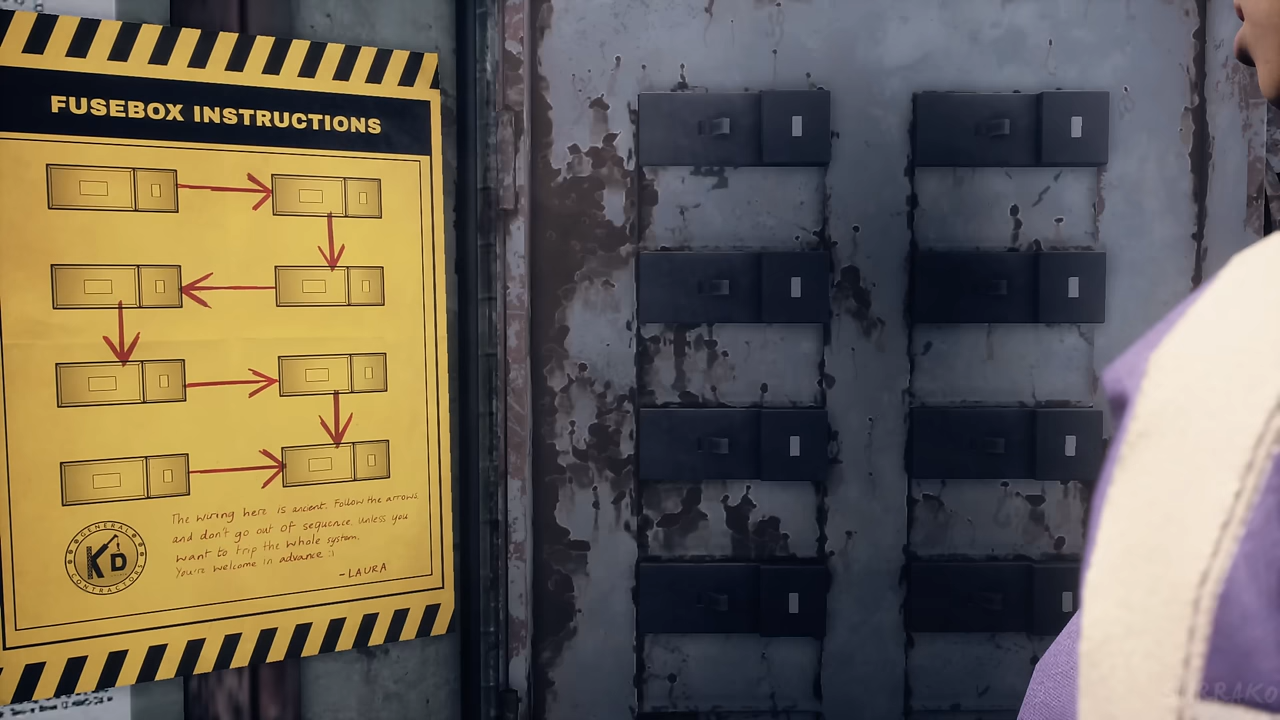 FUSEBOX INSTRUCTIONS
The wiring here is ancient. Follow the arrows
and don't go out of sequence. Unless you
want to trip the whole system.
You're welcome in advance :)
-LAURA
GENERAL
KD
CONTRACTORS